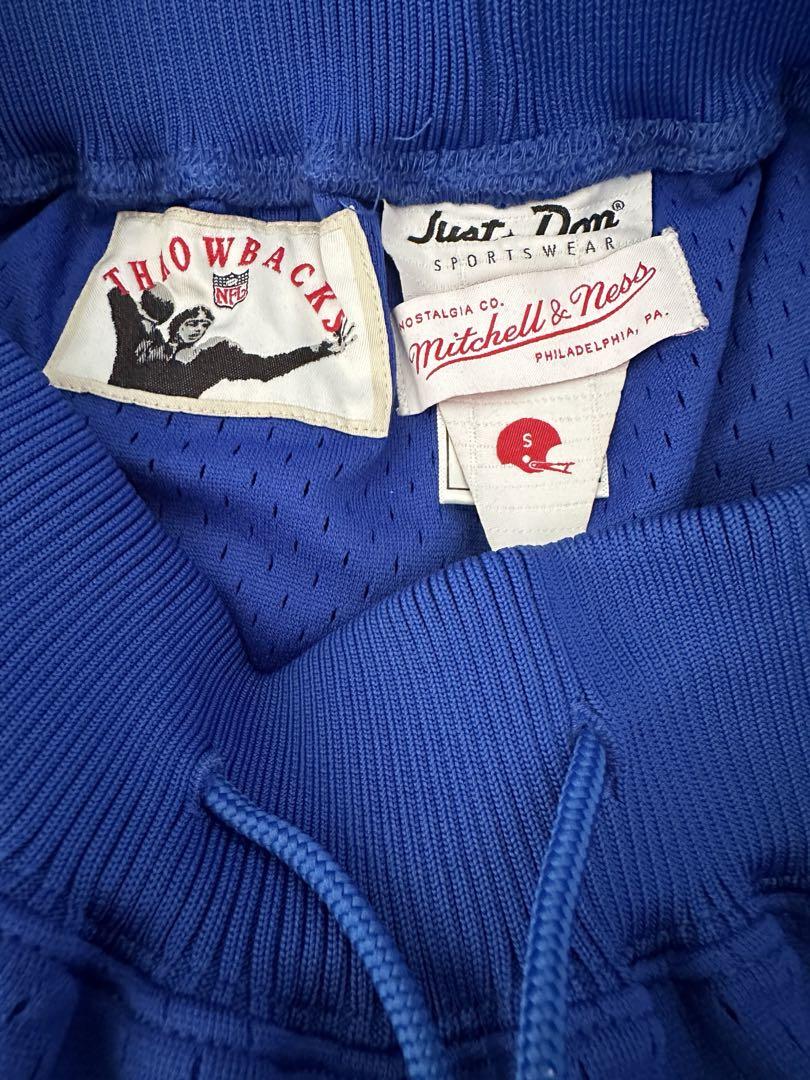 THROWBACKS
NFL
Just Don®
SPORTSWEAR
NOSTALGIA CO.
Mitchell & Ness
PHILADELPHIA, PA.
S